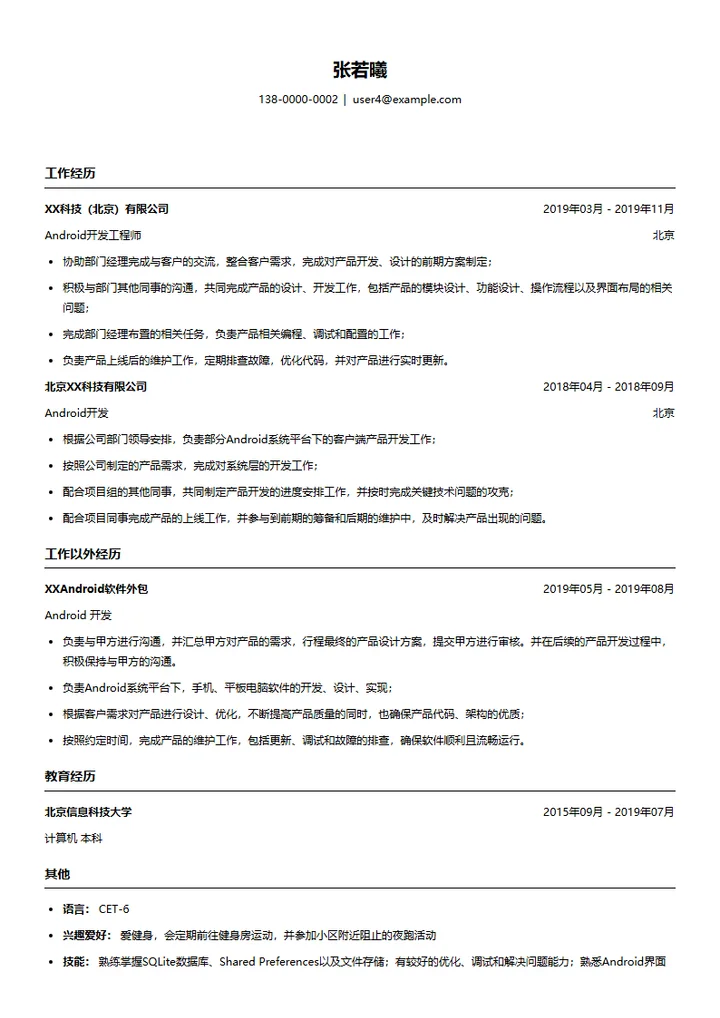 张若曦
138-0000-0002 | user4@example.com
工作经历
XX科技（北京）有限公司 2019年03月 - 2019年11月
Android开发工程师 北京
• 协助部门经理完成与客户的交流，整合客户需求，完成对产品开发、设计的前期方案制定；
• 积极与部门其他同事的沟通，共同完成产品的设计、开发工作，包括产品的模块设计、功能设计、操作流程以及界面布局的相关
问题；
• 完成部门经理布置的相关任务，负责产品相关编程、调试和配置的工作；
• 负责产品上线后的维护工作，定期排查故障，优化代码，并对产品进行实时更新。
北京XX科技有限公司 2018年04月 - 2018年09月
Android开发 北京
• 根据公司部门领导安排，负责部分Android系统平台下的客户端产品开发工作；
• 按照公司制定的产品需求，完成对系统层的开发工作；
• 配合项目组的其他同事，共同制定产品开发的进度安排工作，并按时完成关键技术问题的攻克；
• 配合项目同事完成产品的上线工作，并参与到前期的筹备和后期的维护中，及时解决产品出现的问题。
工作以外经历
XXAndroid软件外包 2019年05月 - 2019年08月
Android 开发
• 负责与甲方进行沟通，并汇总甲方对产品的需求，行程最终的产品设计方案，提交甲方进行审核。并在后续的产品开发过程中，
积极保持与甲方的沟通。
• 负责Android系统平台下，手机、平板电脑软件的开发、设计、实现；
• 根据客户需求对产品进行设计、优化，不断提高产品质量的同时，也确保产品代码、架构的优质；
• 按照约定时间，完成产品的维护工作，包括更新、调试和故障的排查，确保软件顺利且流畅运行。
教育经历
北京信息科技大学 2015年09月 - 2019年07月
计算机 本科
其他
• 语言： CET-6
• 兴趣爱好： 爱健身，会定期前往健身房运动，并参加小区附近阻止的夜跑活动
• 技能： 熟练掌握SQLite数据库、Shared Preferences以及文件存储；有较好的优化、调试和解决问题能力；熟悉Android界面